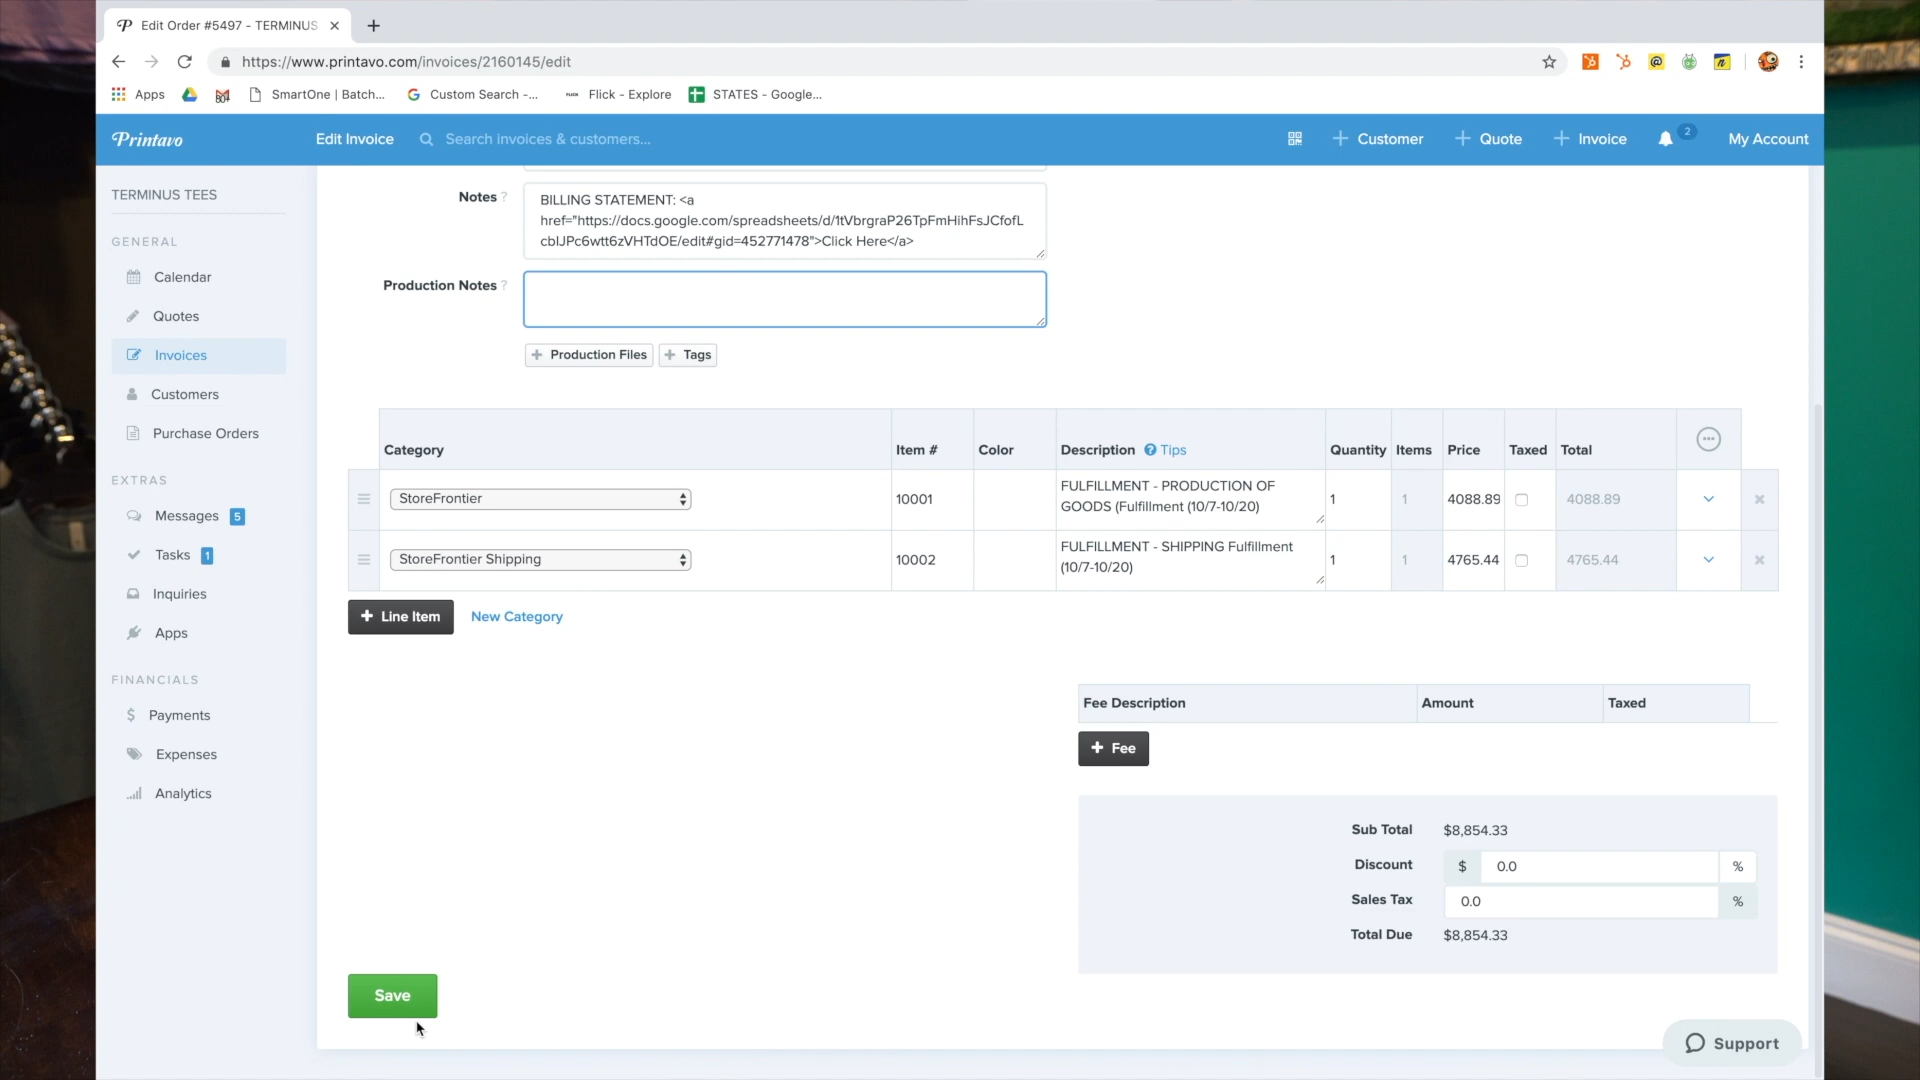 Edit Order #5497 - TERMINUS
https://www.printavo.com/invoices/2160145/edit
Apps
SmartOne | Batch...
Custom Search -...
Flick - Explore
STATES - Google...
Printavo
Edit Invoice
Search invoices & customers...
Customer
Quote
Invoice
2
My Account
TERMINUS TEES
GENERAL
Calendar
Quotes
Invoices
Customers
Purchase Orders
EXTRAS
Messages 5
Tasks 1
Inquiries
Apps
FINANCIALS
$ Payments
Expenses
Analytics
Notes ?
BILLING STATEMENT: <a
href="https://docs.google.com/spreadsheets/d/1tVbrgraP26TpFmHihFsJCfofL
cbIJPc6wtt6zVHTdOE/edit#gid=452771478">Click Here</a>
Production Notes ?
+ Production Files
+ Tags
Category Item # Color Description ? Tips Quantity Items Price Taxed Total
StoreFrontier 10001 FULFILLMENT - PRODUCTION OF
GOODS (Fulfillment (10/7-10/20) 1 1 4088.89 4088.89
StoreFrontier Shipping 10002 FULFILLMENT - SHIPPING Fulfillment
(10/7-10/20) 1 1 4765.44 4765.44
+ Line Item New Category
Fee Description Amount Taxed
+ Fee
Sub Total $8,854.33
Discount $ 0.0 %
Sales Tax 0.0 %
Total Due $8,854.33
Save
Support